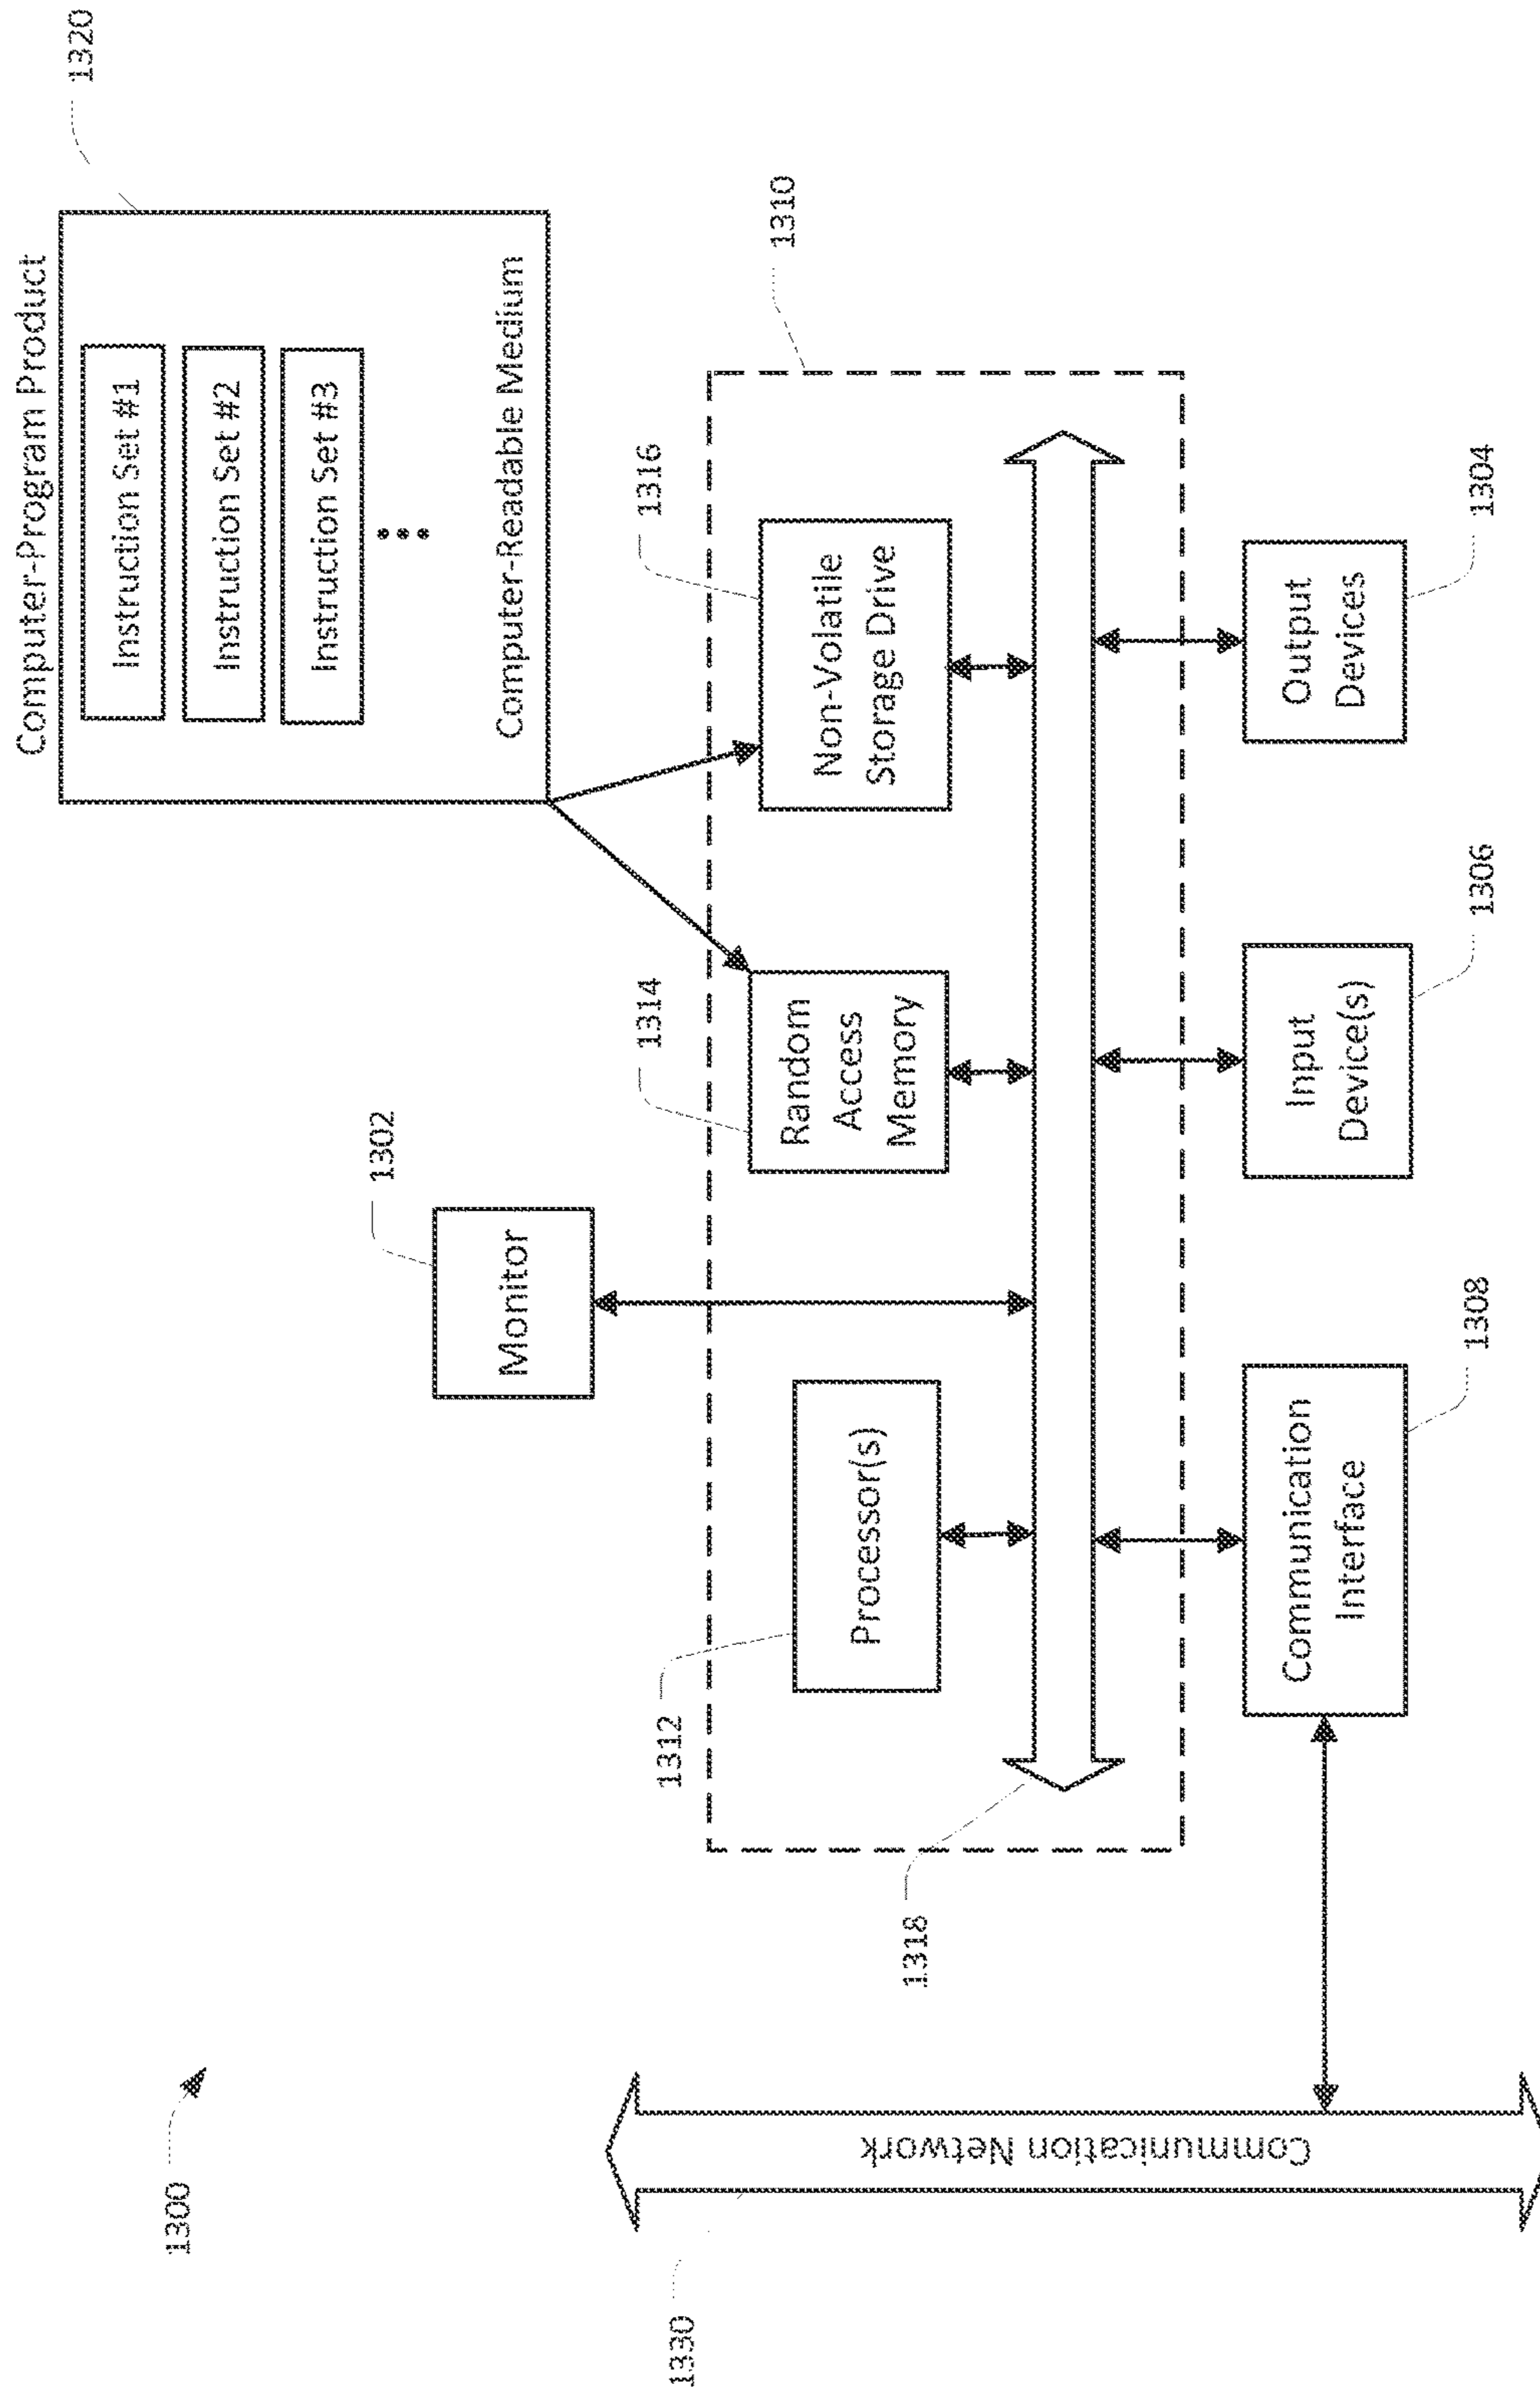 1300
1320
Computer-Program Product
Instruction Set #1
Instruction Set #2
Instruction Set #3
Computer-Readable Medium
1302
Monitor
1310
1312
Processor(s)
1314
Random
Access
Memory
1316
Non-Volatile
Storage Drive
1318
1330
Communication Network
Communication
Interface
1308
Input
Device(s)
1306
Output
Devices
1304